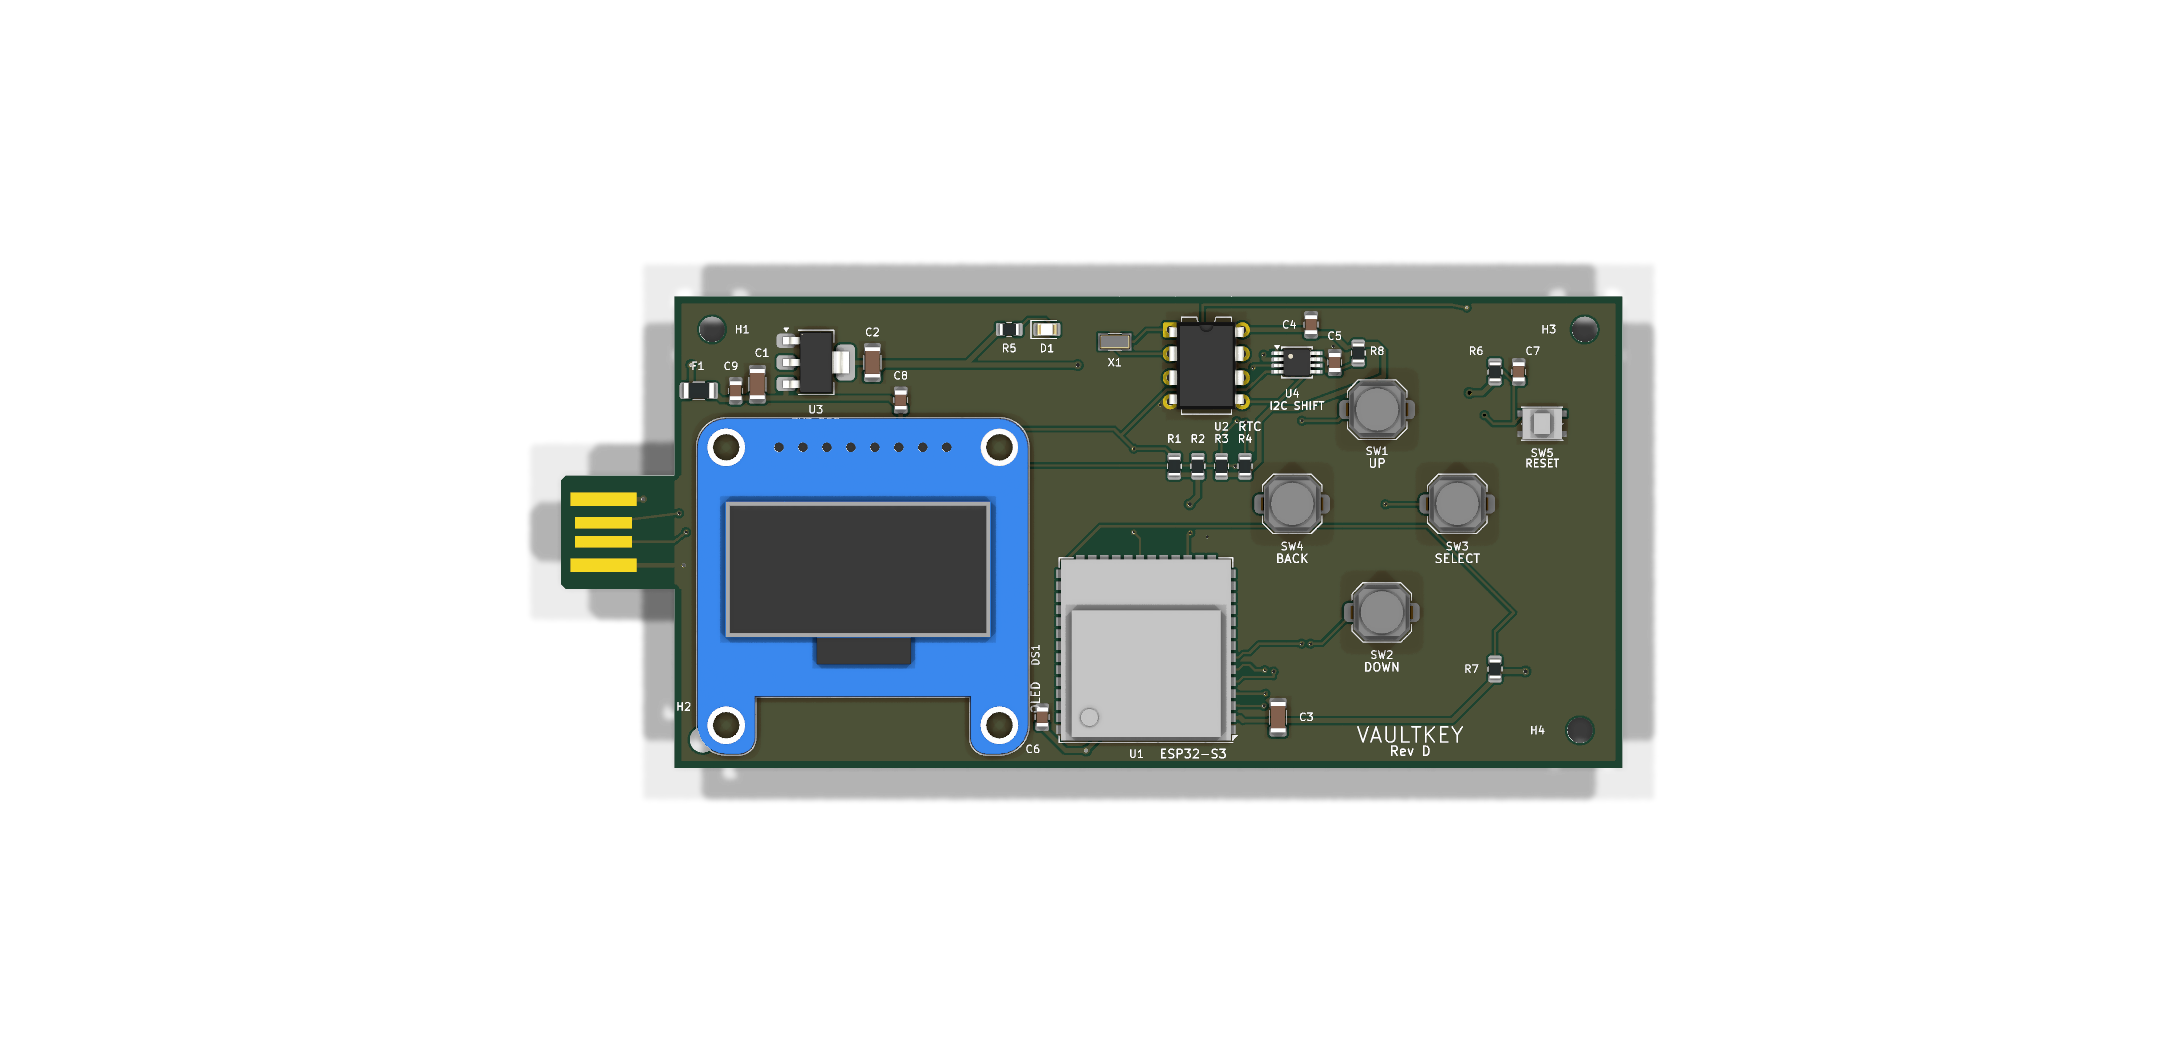 H1
C2
R5
D1
X1
C4
C5
R8
H3
R6
C7
C1
F1
C9
C8
U3
U4
I2C SHIFT
U2 RTC
R1
R2
R3
R4
SW1
UP
SW5
RESET
SW4
BACK
SW3
SELECT
SW2
DOWN
DS1
OLED
R7
H2
C6
U1
ESP32-S3
C3
VAULTKEY
Rev D
H4